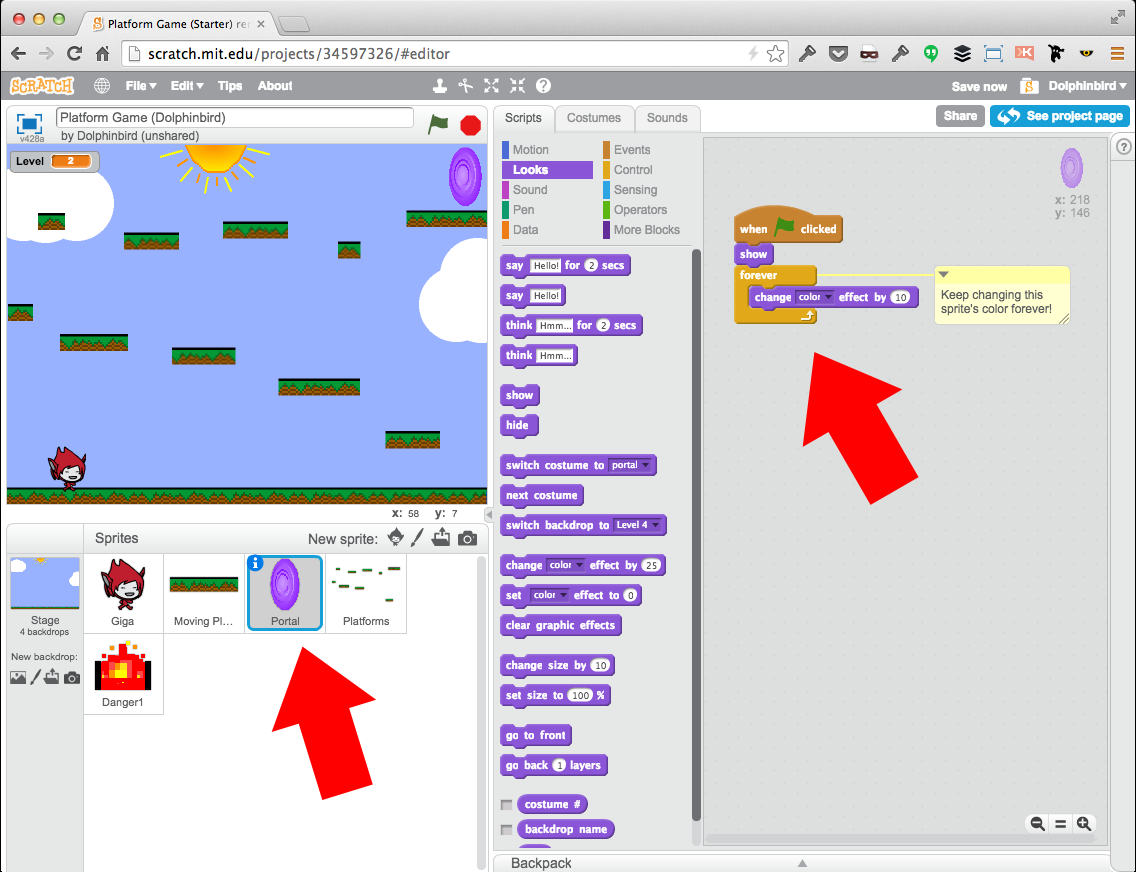 Platform Game (Starter) rem
scratch.mit.edu/projects/34597326/#editor
SCRATCH
File Edit Tips About
Save now
Dolphinbird
v428a
Platform Game (Dolphinbird)
by Dolphinbird (unshared)
Scripts Costumes Sounds
Share
See project page
Level 2
Motion
Looks
Sound
Pen
Data
Events
Control
Sensing
Operators
More Blocks
say Hello! for 2 secs
say Hello!
think Hmm... for 2 secs
think Hmm...
show
hide
switch costume to portal
next costume
switch backdrop to Level 4
change color effect by 25
set color effect to 0
clear graphic effects
change size by 10
set size to 100 %
go to front
go back 1 layers
costume #
backdrop name
x: 218
y: 146
when clicked
show
forever
change color effect by 10
Keep changing this
sprite's color forever!
x: 58 y: 7
Sprites
New sprite:
Stage
4 backdrops
New backdrop:
Giga
Moving Pl...
Portal
Platforms
Danger1
Backpack